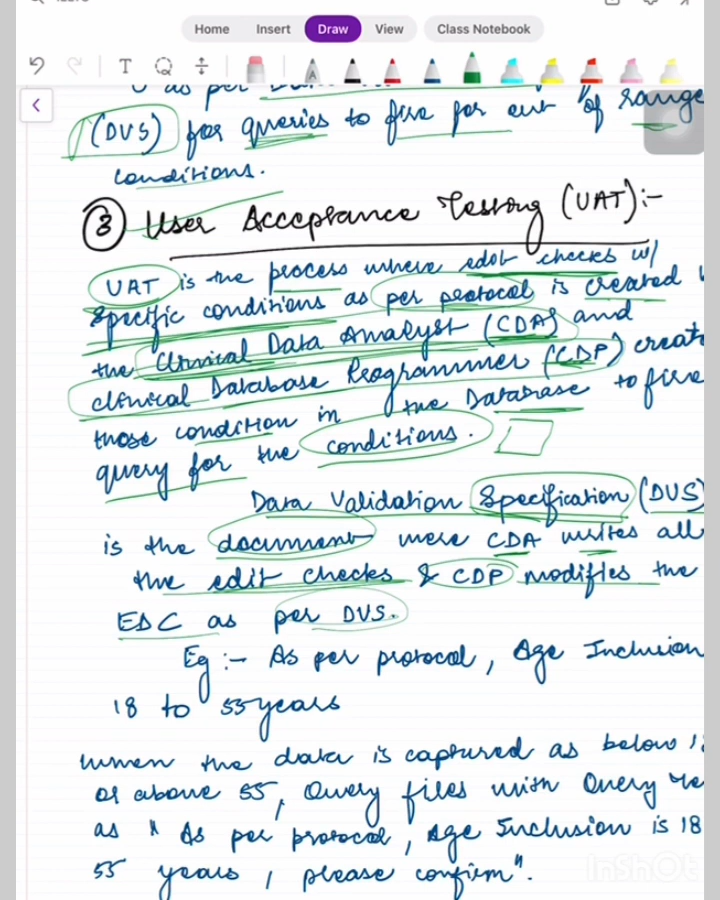 Home Insert Draw View Class Notebook
as per
(DVS) for queries to fire for out of range
conditions.
③ User Acceptance Testing (UAT):-
UAT is the process where edit checks w/
specific conditions as per protocol is created
the Clinical Data Analyst (CDA) and
clinical Database Programmer (CDP) create
those condition in the Database to fire
query for the conditions.
Data Validation Specification (DUS)
is the document were CDA writes all
the edit checks & CDP modifies the
EDC as per DVS.
Eg :- As per protocol, Age Inclusion
18 to 55 years
When the data is captured as below
or above 55, Query fires with Query
as " As per protocol, Age Inclusion is 18
55 years, please confirm".
InShOt